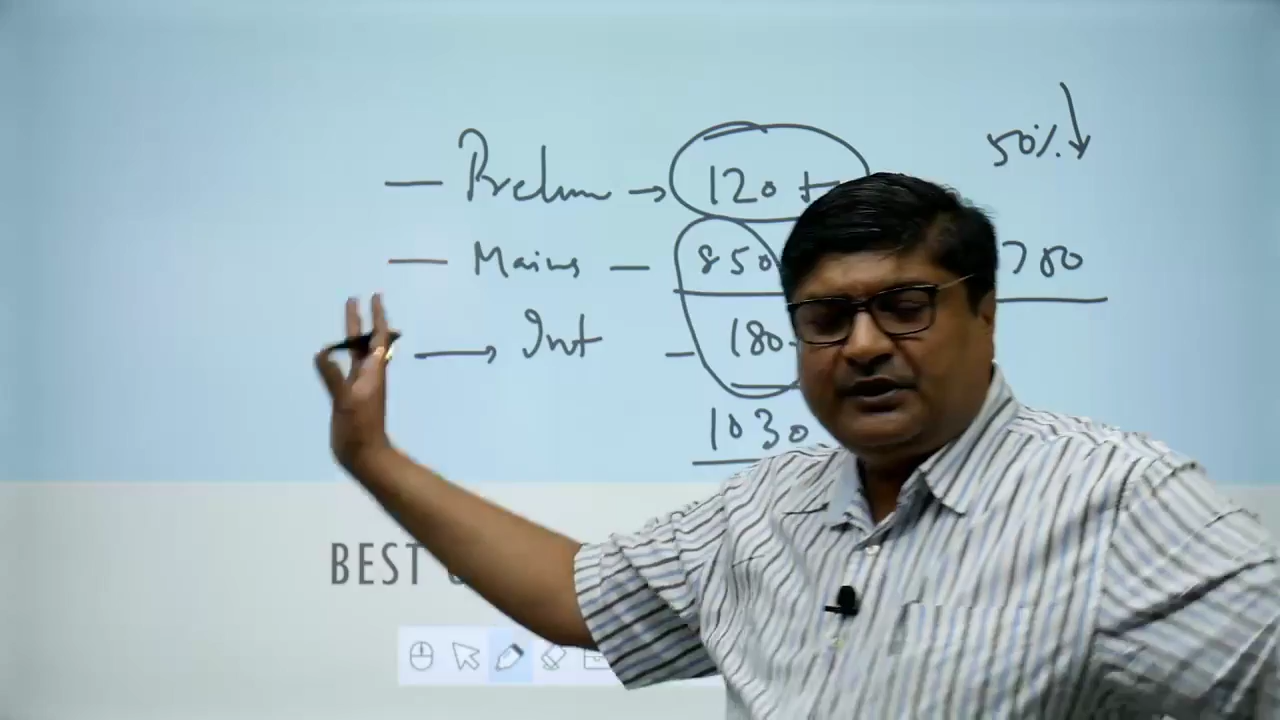 50%
— Prelim → 120 +
— Mains — 850 780
→ Int — 180
1030
BEST